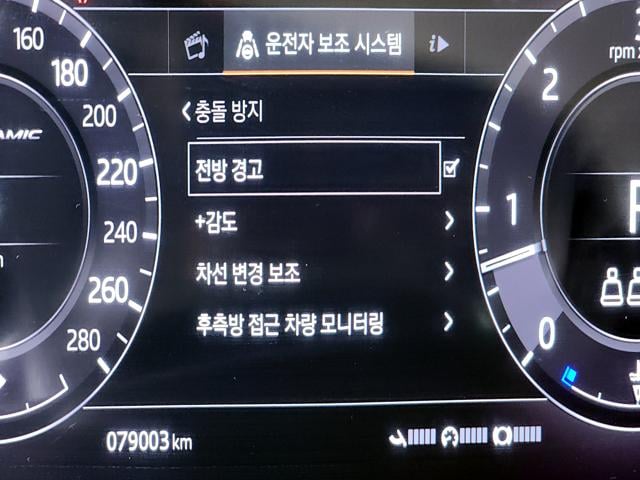 운전자 보조 시스템
i
충돌 방지
전방 경고
+감도
차선 변경 보조
후측방 접근 차량 모니터링
079003 km
160
180
200
220
240
260
280
AMIC
rpm x
2
1
0